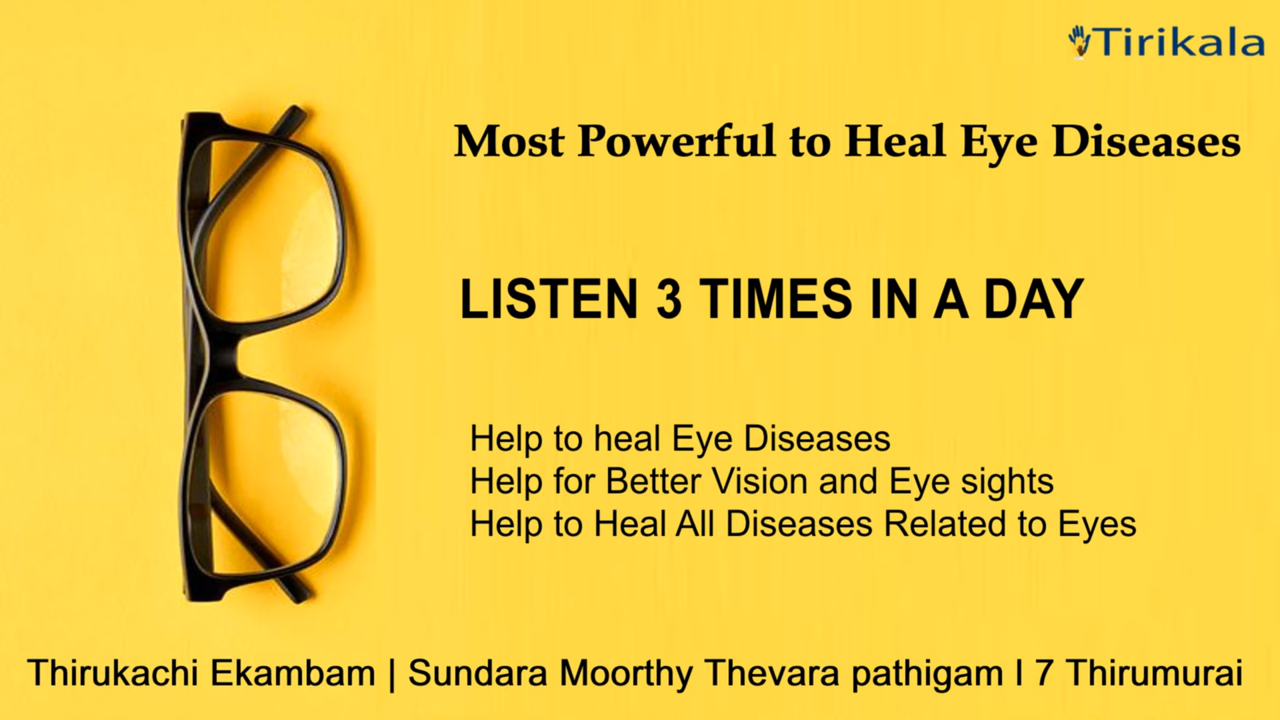 Tirikala
Most Powerful to Heal Eye Diseases
LISTEN 3 TIMES IN A DAY
Help to heal Eye Diseases
Help for Better Vision and Eye sights
Help to Heal All Diseases Related to Eyes
Thirukachi Ekambam | Sundara Moorthy Thevara pathigam l 7 Thirumurai